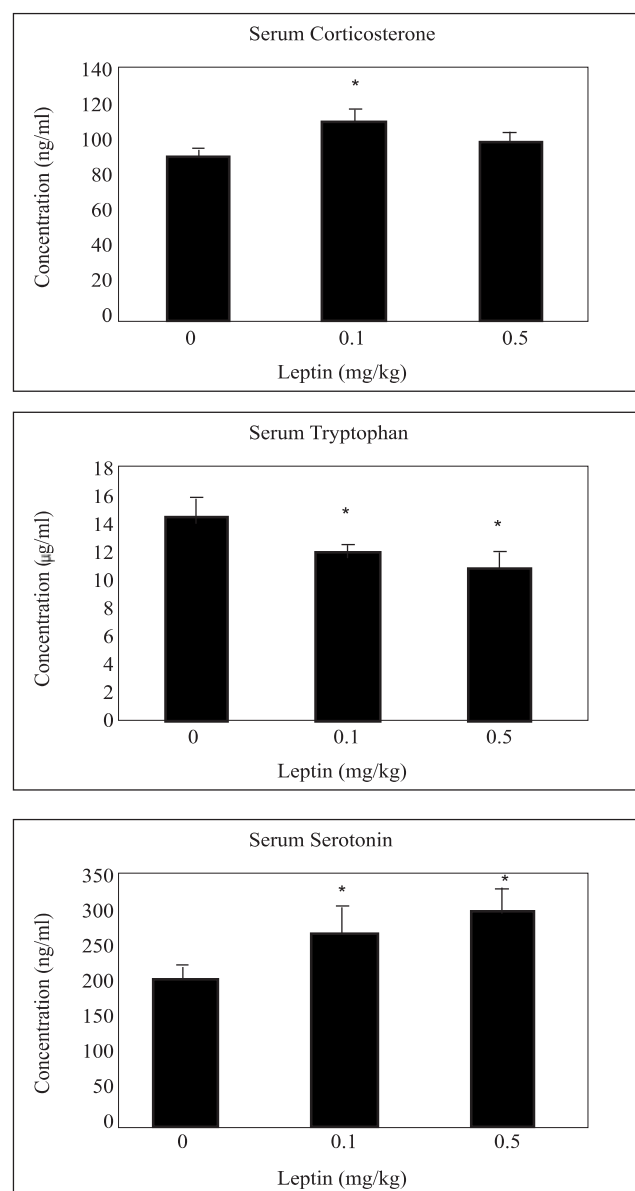 Serum Corticosterone
Concentration (ng/ml)
140
120
100
80
60
40
20
0
*
0 0.1 0.5
Leptin (mg/kg)
Serum Tryptophan
Concentration (µg/ml)
18
16
14
12
10
8
6
4
2
0
* *
0 0.1 0.5
Leptin (mg/kg)
Serum Serotonin
Concentration (ng/ml)
350
300
250
200
150
100
50
0
* *
0 0.1 0.5
Leptin (mg/kg)